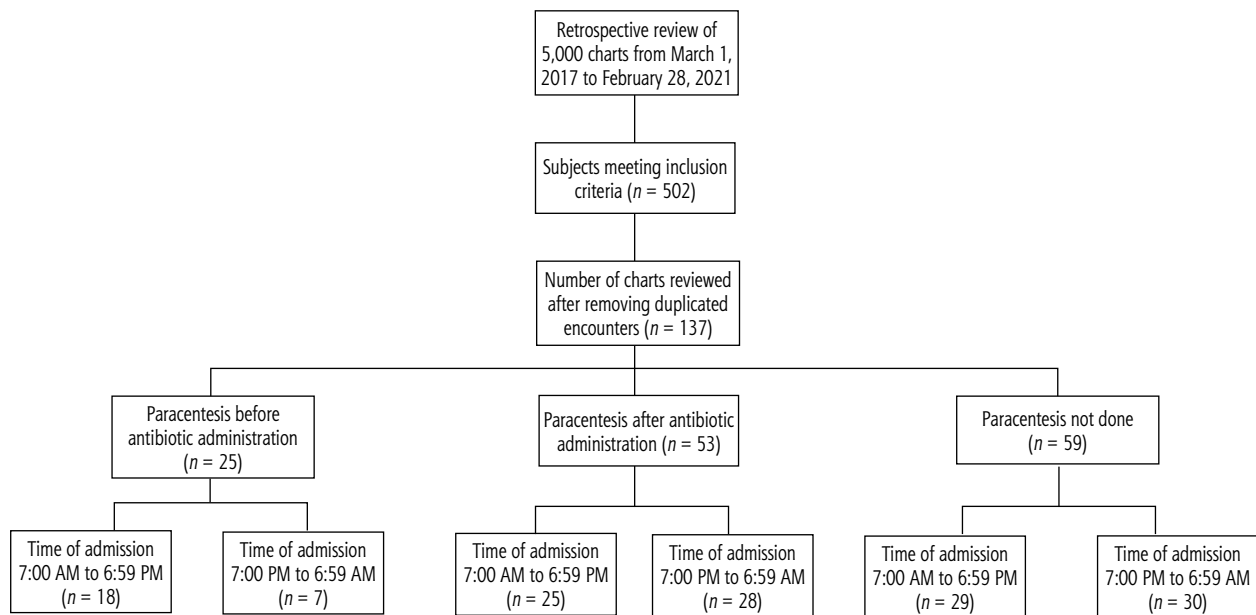 Retrospective review of
5,000 charts from March 1,
2017 to February 28, 2021
Subjects meeting inclusion
criteria (n = 502)
Number of charts reviewed
after removing duplicated
encounters (n = 137)
Paracentesis before
antibiotic administration
(n = 25)
Paracentesis after antibiotic
administration (n = 53)
Paracentesis not done
(n = 59)
Time of admission
7:00 AM to 6:59 PM
(n = 18)
Time of admission
7:00 PM to 6:59 AM
(n = 7)
Time of admission
7:00 AM to 6:59 PM
(n = 25)
Time of admission
7:00 PM to 6:59 AM
(n = 28)
Time of admission
7:00 AM to 6:59 PM
(n = 29)
Time of admission
7:00 PM to 6:59 AM
(n = 30)